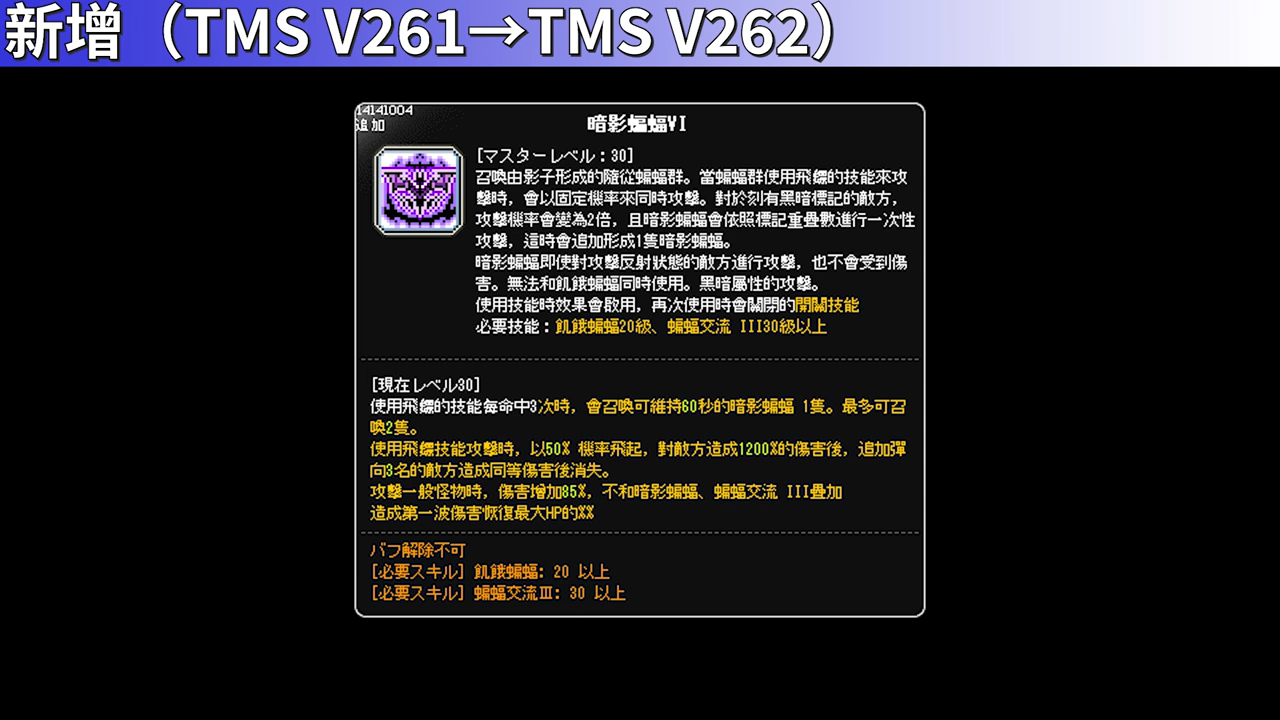 新增（TMS V261→TMS V262）
14141004
追加
暗影蝙蝠VI
[マスターレベル：30]
召喚由影子形成的隨從蝙蝠群。當蝙蝠群使用飛鏢的技能來攻
擊時，會以固定機率來同時攻擊。對於刻有黑暗標記的敵方，
攻擊機率會變為2倍，且暗影蝙蝠會依照標記重疊數進行一次性
攻擊，這時會追加形成1隻暗影蝙蝠。
暗影蝙蝠即使對攻擊反射狀態的敵方進行攻擊，也不會受到傷
害。無法和飢餓蝙蝠同時使用。黑暗屬性的攻擊。
使用技能時效果會啟用，再次使用時會關閉的開關技能
必要技能：飢餓蝙蝠20級、蝙蝠交流 III30級以上
[現在レベル30]
使用飛鏢的技能每命中3次時，會召喚可維持60秒的暗影蝙蝠 1隻。最多可召
喚2隻。
使用飛鏢技能攻擊時，以50% 機率飛起，對敵方造成1200%的傷害後，追加彈
向3名的敵方造成同等傷害後消失。
攻擊一般怪物時，傷害增加85%，不和暗影蝙蝠、蝙蝠交流 III疊加
造成第一波傷害恢復最大HP的%%
バフ解除不可
[必要スキル] 飢餓蝙蝠: 20 以上
[必要スキル] 蝙蝠交流Ⅲ: 30 以上